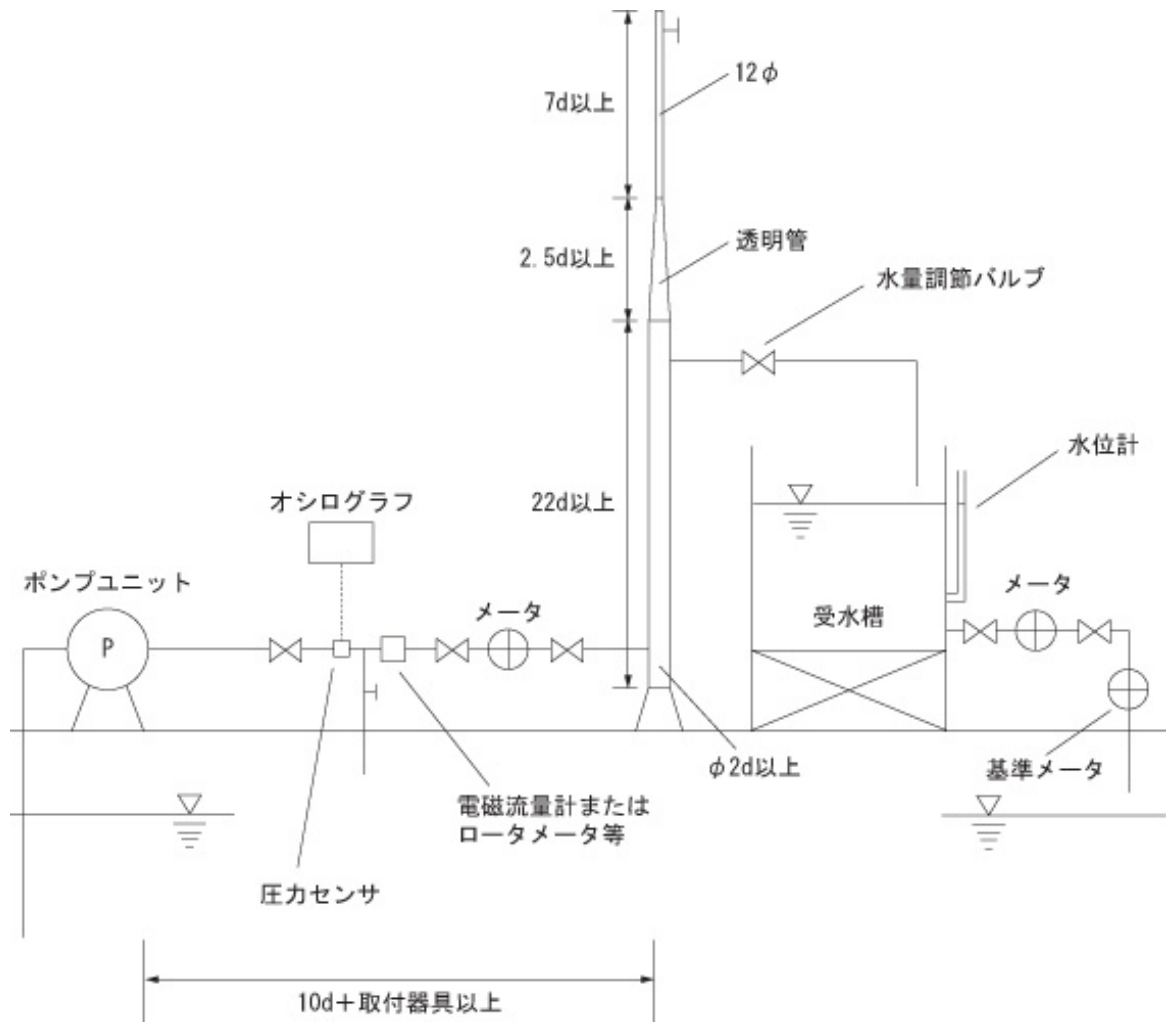 12φ
7d以上
透明管
2.5d以上
水量調節バルブ
水位計
オシログラフ
22d以上
ポンプユニット
メータ
メータ
P
受水槽
φ2d以上
基準メータ
電磁流量計または
ロータメータ等
圧力センサ
10d＋取付器具以上